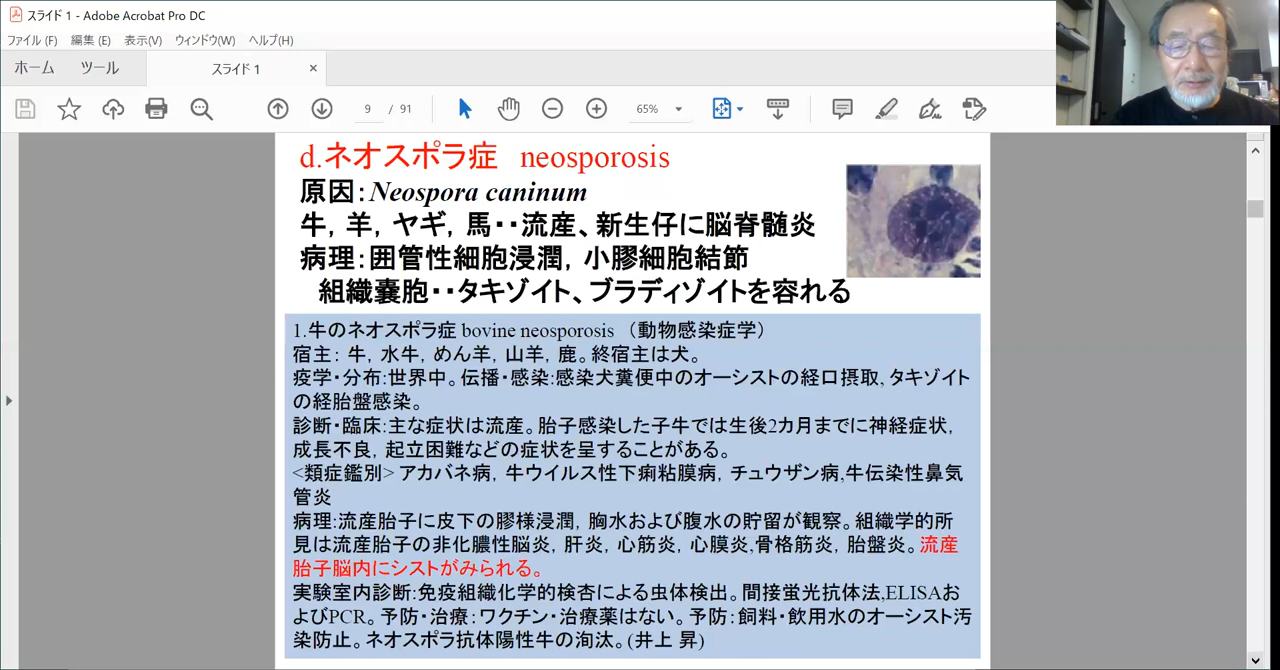 スライド 1 - Adobe Acrobat Pro DC
ファイル (F) 編集 (E) 表示(V) ウィンドウ(W) ヘルプ(H)
ホーム ツール スライド 1 ×
9 / 91 65%
d.ネオスポラ症 neosporosis
原因：Neospora caninum
牛，羊，ヤギ，馬・・流産、新生仔に脳脊髄炎
病理：囲管性細胞浸潤，小膠細胞結節
組織嚢胞・・タキゾイト、ブラディゾイトを容れる
1.牛のネオスポラ症 bovine neosporosis （動物感染症学）
宿主： 牛，水牛，めん羊，山羊，鹿。終宿主は犬。
疫学・分布:世界中。伝播・感染:感染犬糞便中のオーシストの経口摂取，タキゾイト
の経胎盤感染。
診断・臨床:主な症状は流産。胎子感染した子牛では生後2カ月までに神経症状，
成長不良，起立困難などの症状を呈することがある。
<類症鑑別> アカバネ病，牛ウイルス性下痢粘膜病，チュウザン病,牛伝染性鼻気
管炎
病理:流産胎子に皮下の膠様浸潤，胸水および腹水の貯留が観察。組織学的所
見は流産胎子の非化膿性脳炎，肝炎，心筋炎，心膜炎,骨格筋炎，胎盤炎。流産
胎子脳内にシストがみられる。
実験室内診断:免疫組織化学的検査による虫体検出。間接蛍光抗体法,ELISAお
よびPCR。予防・治療：ワクチン・治療薬はない。予防：飼料・飲用水のオーシスト汚
染防止。ネオスポラ抗体陽性牛の淘汰。(井上 昇)